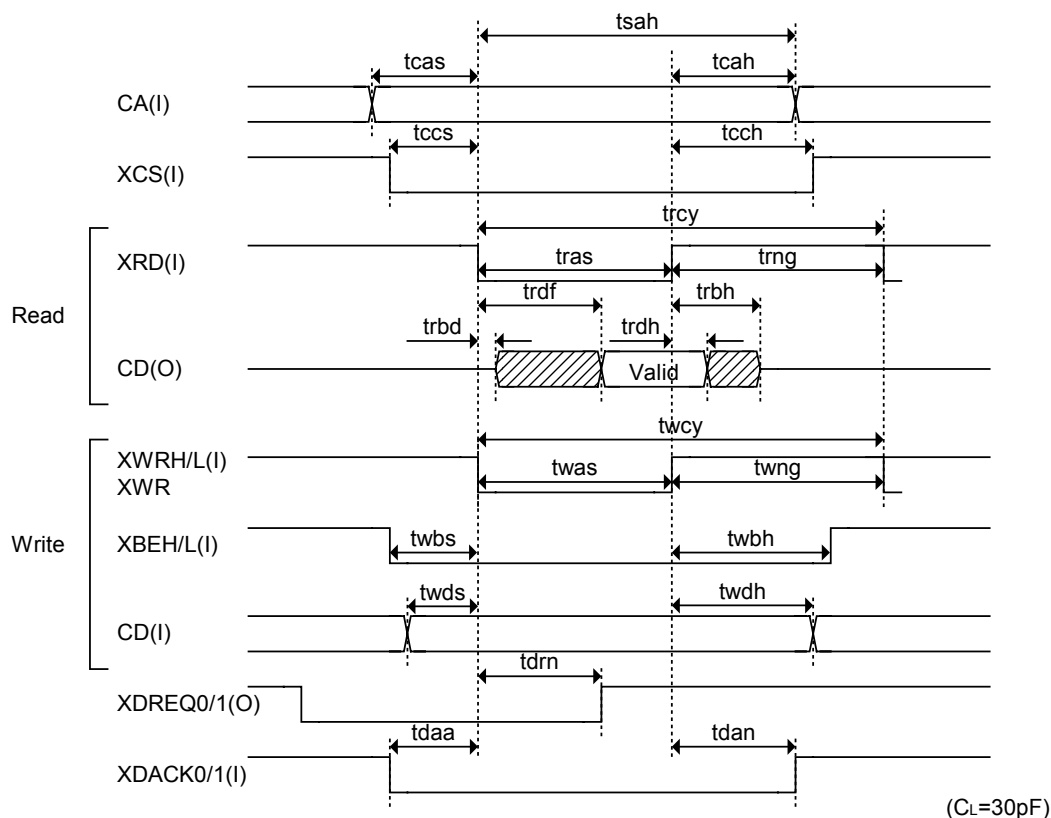 tsah
tcas tcah
CA(I)
tccs tcch
XCS(I)
trcy
XRD(I) tras trng
Read
trdf trbh
trbd trdh
CD(O) Valid
twcy
XWRH/L(I) twas twng
XWR
Write
XBEH/L(I) twbs twbh
twds twdh
CD(I)
tdrn
XDREQ0/1(O)
tdaa tdan
XDACK0/1(I)
(CL=30pF)